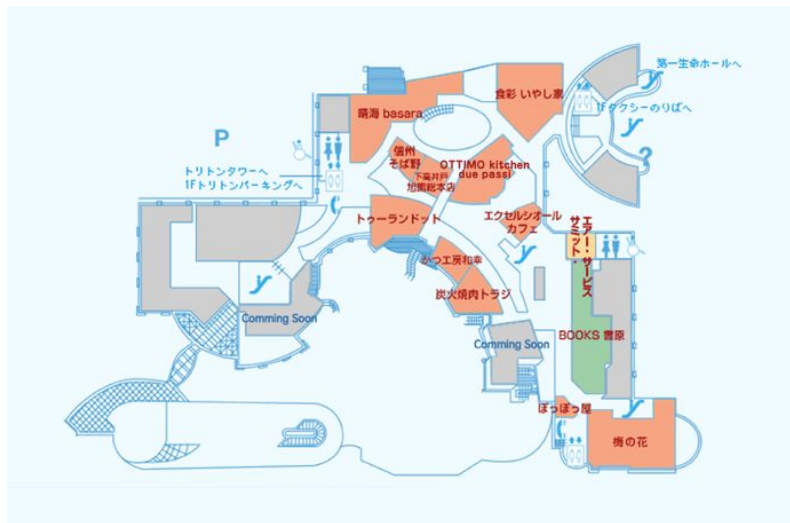 第一生命ホールへ
食彩 いやし家
1Fタクシーのりばへ
晴海 basara
P
信州
そば野
OTTIMO kitchen
due passi
下高井戸
旭鮨総本店
トリトンタワーへ
1Fトリトンパーキングへ
トゥーランドット
エクセルシオール
カフェ
エアー・サービス
サミット・
かつ工房和幸
炭火焼肉トラジ
Comming Soon
BOOKS 書原
Comming Soon
ぽっぽっ屋
梅の花